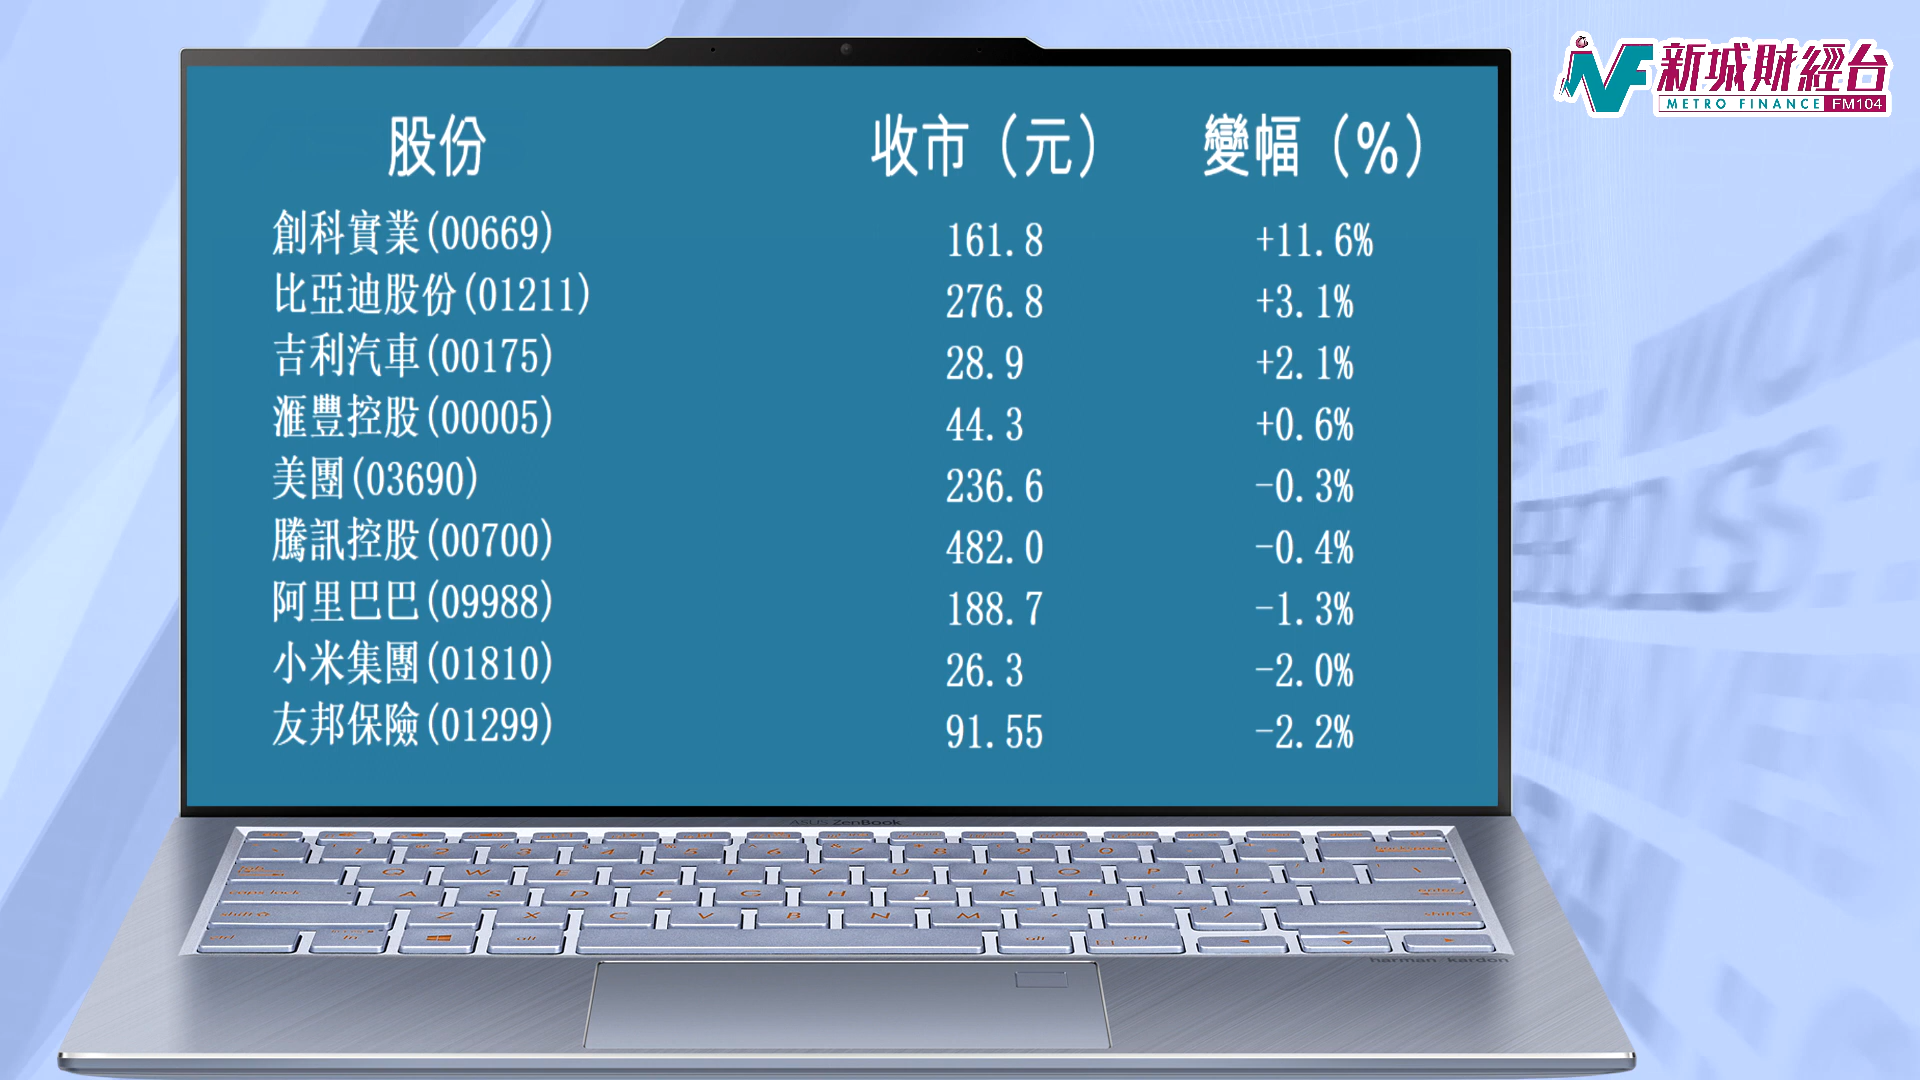 新城財經台
METRO FINANCE FM104
股份 收市（元） 變幅（%）
創科實業(00669) 161.8 +11.6%
比亞迪股份(01211) 276.8 +3.1%
吉利汽車(00175) 28.9 +2.1%
滙豐控股(00005) 44.3 +0.6%
美團(03690) 236.6 -0.3%
騰訊控股(00700) 482.0 -0.4%
阿里巴巴(09988) 188.7 -1.3%
小米集團(01810) 26.3 -2.0%
友邦保險(01299) 91.55 -2.2%
ASUS ZenBook
harman kardon